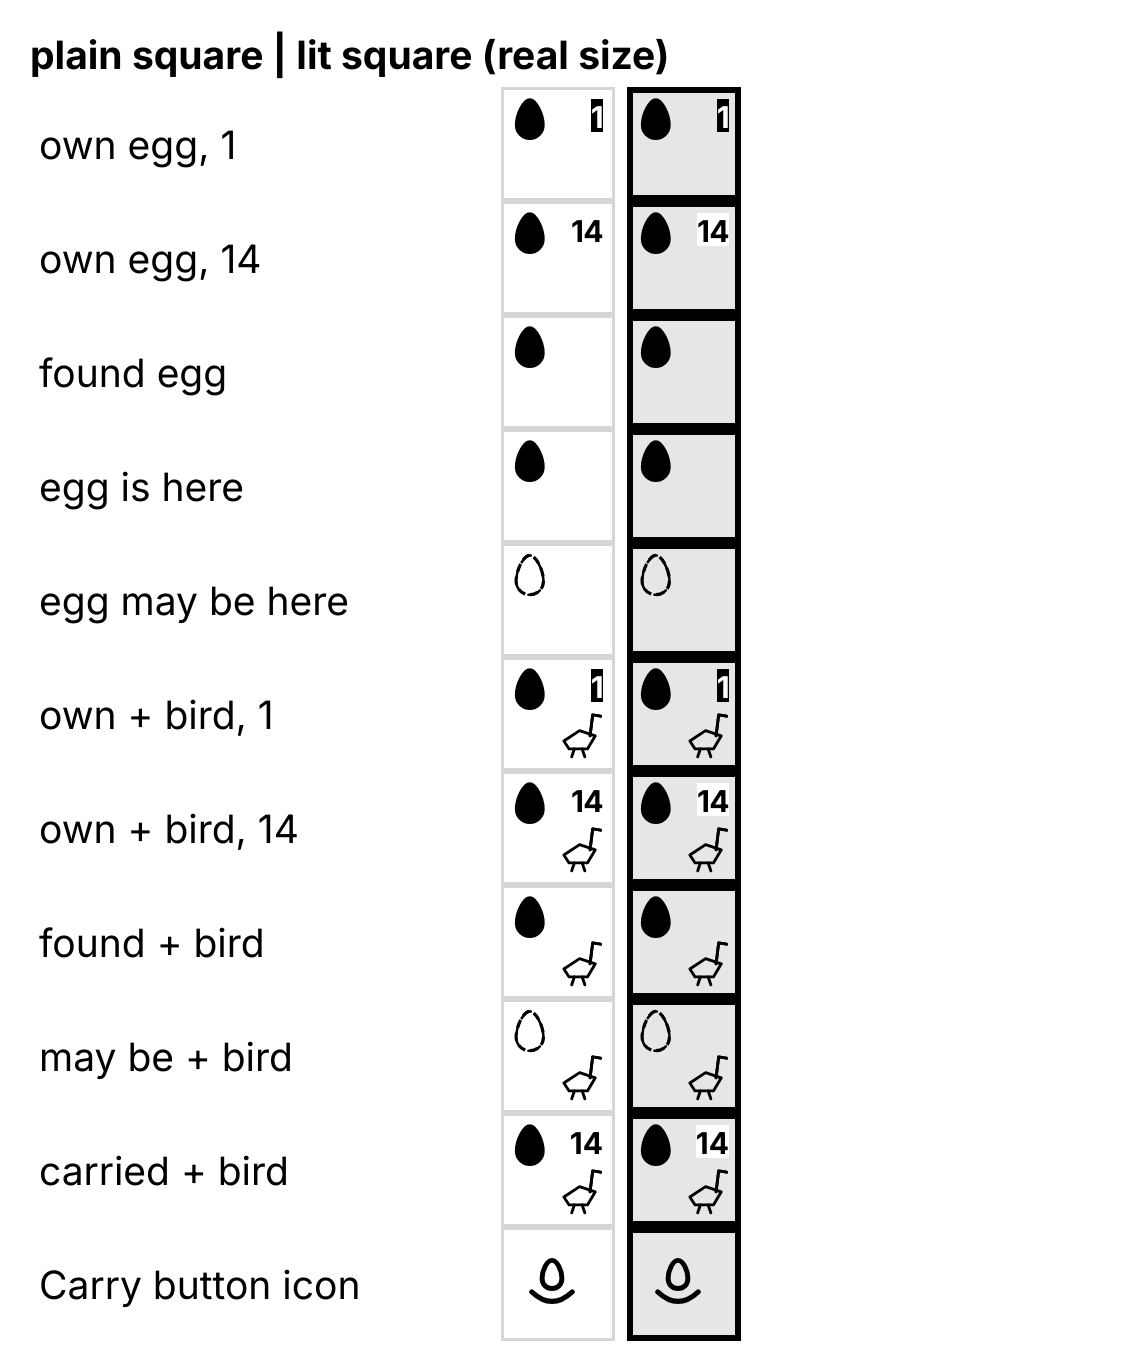 plain square | lit square (real size)
own egg, 1 1 1
own egg, 14 14 14
found egg
egg is here
egg may be here
own + bird, 1 1 1
own + bird, 14 14 14
found + bird
may be + bird
carried + bird 14 14
Carry button icon